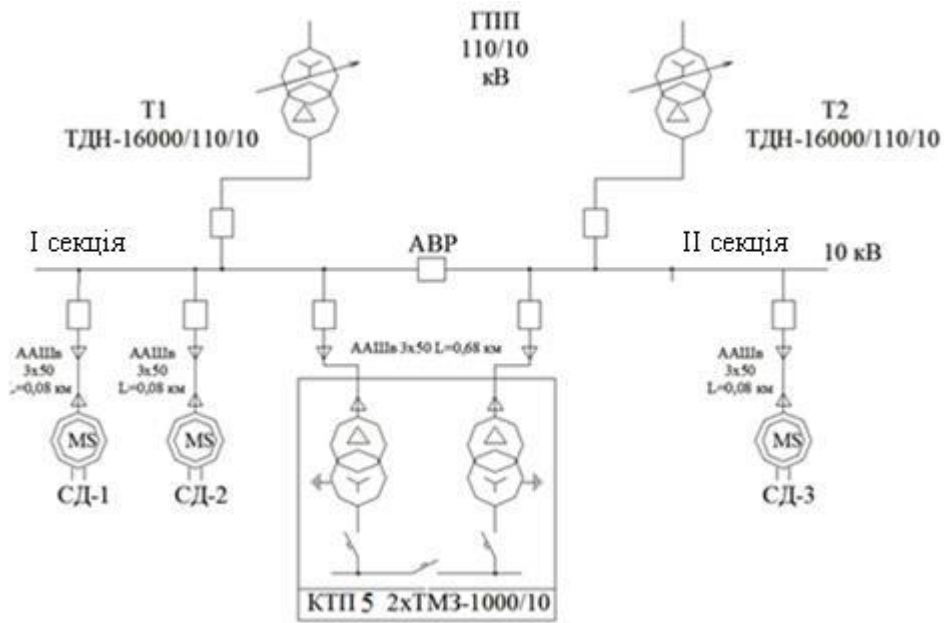 ГПП
110/10
кВ
Т1
ТДН-16000/110/10
Т2
ТДН-16000/110/10
І секція
АВР
ІІ секція
10 кВ
ААШв
3х50
L=0,08 км
ААШв
3х50
L=0,08 км
ААШв 3х50 L=0,68 км
ААШв
3х50
L=0,08 км
MS
MS
MS
СД-1
СД-2
СД-3
КТП 5 2хТМЗ-1000/10